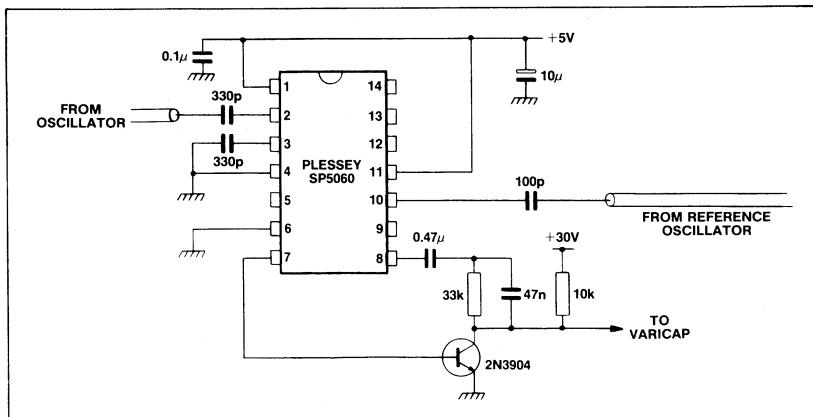 +5V
0.1μ
10μ
1
14
330p
FROM
OSCILLATOR
2
13
3
12
330p
PLESSEY
SP5060
4
11
100p
5
10
FROM REFERENCE
OSCILLATOR
6
9
0.47μ
+30V
7
8
33k
47n
10k
TO
VARICAP
2N3904